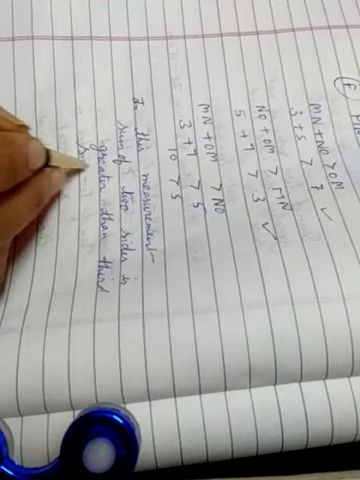 MN + NO > OM
3 + 5 > 7 ✓
NO + OM > MN
5 + 7 > 3 ✓
MN + OM > NO
3 + 7 > 5
10 > 5
In this measurement-
sum of two sides is
greater than third